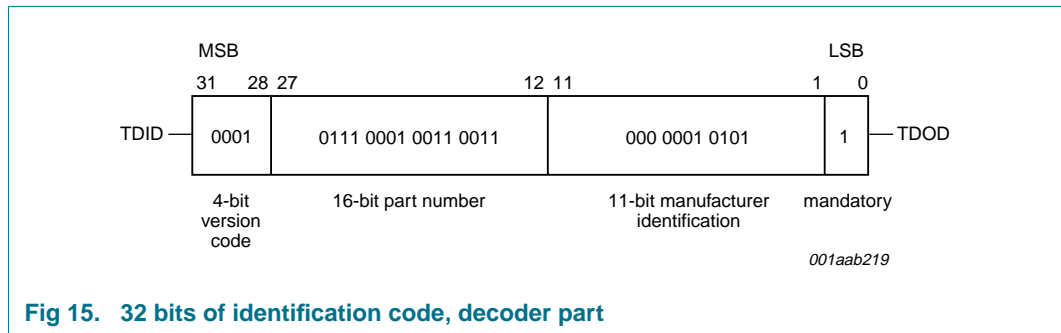 MSB LSB
31 28 27 12 11 1 0
TDID 0001 0111 0001 0011 0011 000 0001 0101 1 TDOD
4-bit 16-bit part number 11-bit manufacturer mandatory
version identification
code
001aab219
Fig 15. 32 bits of identification code, decoder part